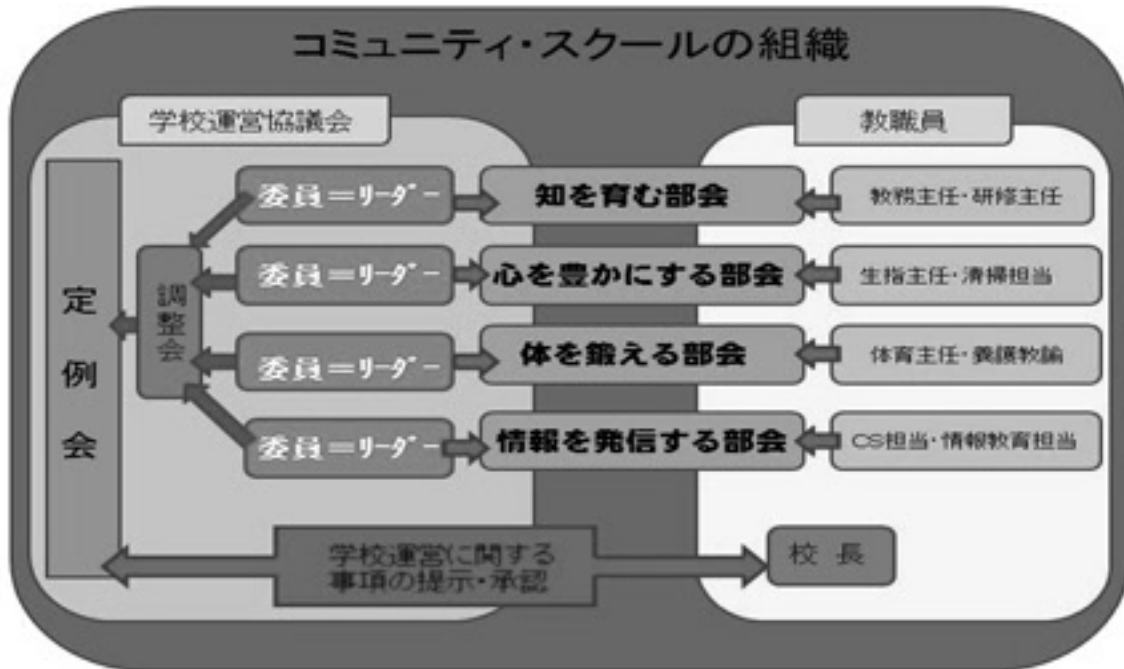 コミュニティ・スクールの組織
学校運営協議会
教職員
定例会
調整会
委員＝リーダー
知を育む部会
教務主任・研修主任
委員＝リーダー
心を豊かにする部会
生指主任・清掃担当
委員＝リーダー
体を鍛える部会
体育主任・養護教諭
委員＝リーダー
情報を発信する部会
CS担当・情報教育担当
学校運営に関する
事項の提示・承認
校長